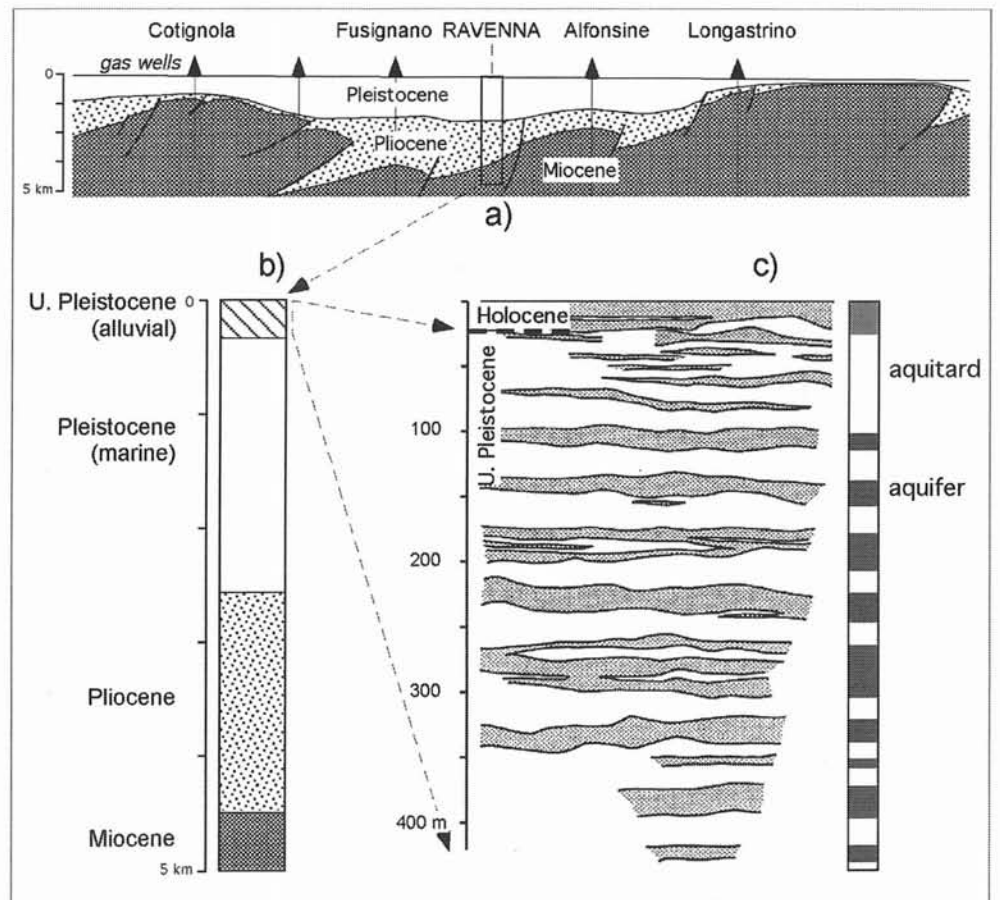 Cotignola Fusignano RAVENNA Alfonsine Longastrino
gas wells
0
Pleistocene
Pliocene
Miocene
5 km
a)
b)
c)
U. Pleistocene
(alluvial)
0
Pleistocene
(marine)
Pliocene
Miocene
5 km
Holocene
U. Pleistocene
100
200
300
400 m
aquitard
aquifer